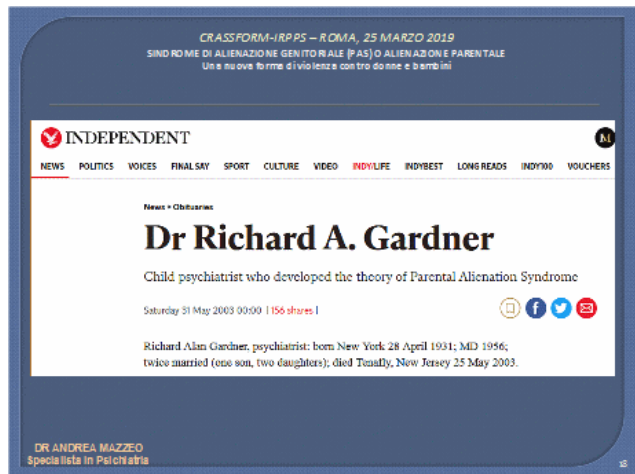 CRASSFORM-IRPPS – ROMA, 25 MARZO 2019
SINDROME DI ALIENAZIONE GENITORIALE (PAS) O ALIENAZIONE PARENTALE
Una nuova forma di violenza contro donne e bambini
INDEPENDENT
M
NEWS POLITICS VOICES FINAL SAY SPORT CULTURE VIDEO INDY/LIFE INDYBEST LONG READS INDY100 VOUCHERS
News > Obituaries
Dr Richard A. Gardner
Child psychiatrist who developed the theory of Parental Alienation Syndrome
Saturday 31 May 2003 00:00 | 156 shares |
Richard Alan Gardner, psychiatrist: born New York 28 April 1931; MD 1956;
twice married (one son, two daughters); died Tenafly, New Jersey 25 May 2003.
DR ANDREA MAZZEO
Specialista in Psichiatria
18